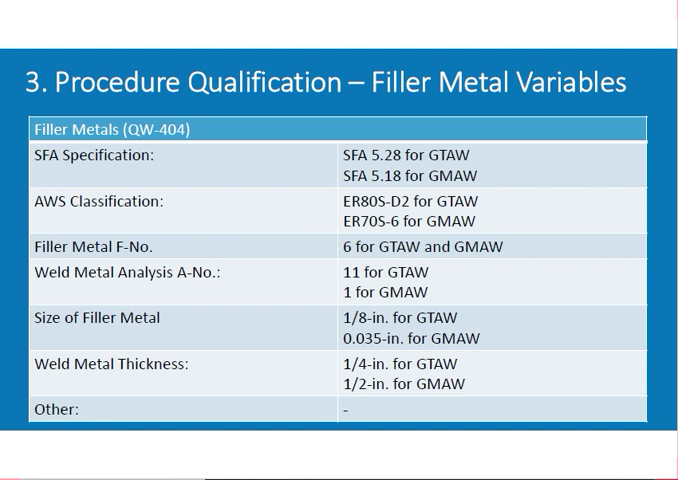 3. Procedure Qualification – Filler Metal Variables
Filler Metals (QW-404)
SFA Specification:
SFA 5.28 for GTAW
SFA 5.18 for GMAW
AWS Classification:
ER80S-D2 for GTAW
ER70S-6 for GMAW
Filler Metal F-No.
6 for GTAW and GMAW
Weld Metal Analysis A-No.:
11 for GTAW
1 for GMAW
Size of Filler Metal
1/8-in. for GTAW
0.035-in. for GMAW
Weld Metal Thickness:
1/4-in. for GTAW
1/2-in. for GMAW
Other:
-